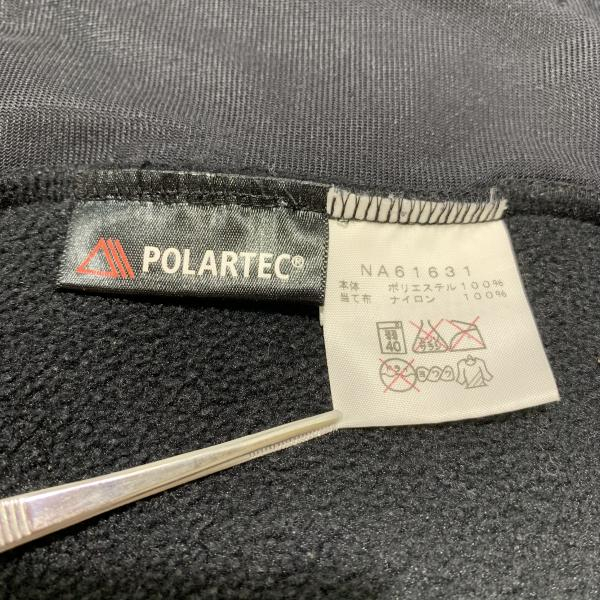 POLARTEC®
NA61631
本体 ポリエステル100%
当て布 ナイロン 100%
40